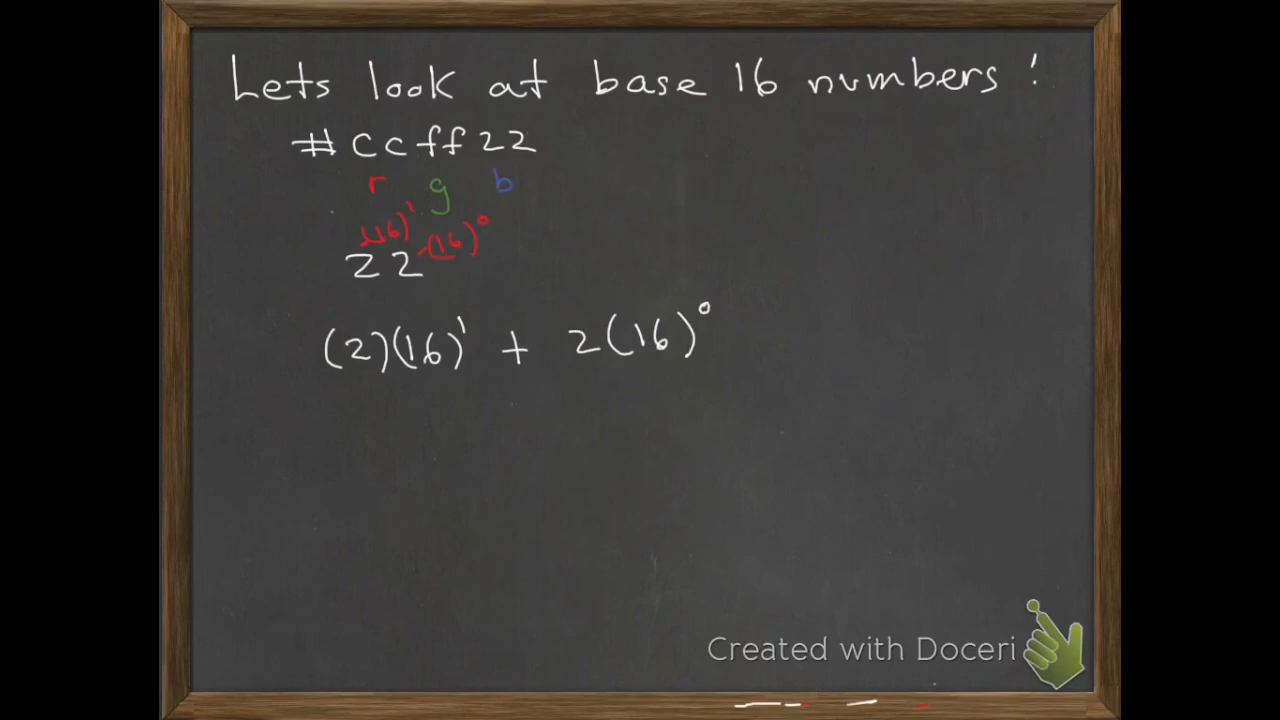 Lets look at base 16 numbers !
# ccff22
r g b
(16)¹
22 (16)⁰
(2)(16)¹ + 2(16)⁰
Created with Doceri